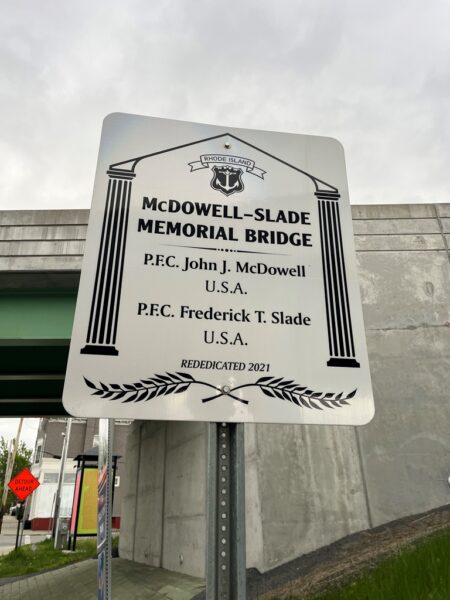 RHODE ISLAND
McDOWELL–SLADE
MEMORIAL BRIDGE
P.F.C. John J. McDowell
U.S.A.
P.F.C. Frederick T. Slade
U.S.A.
REDEDICATED 2021
DETOUR
AHEAD